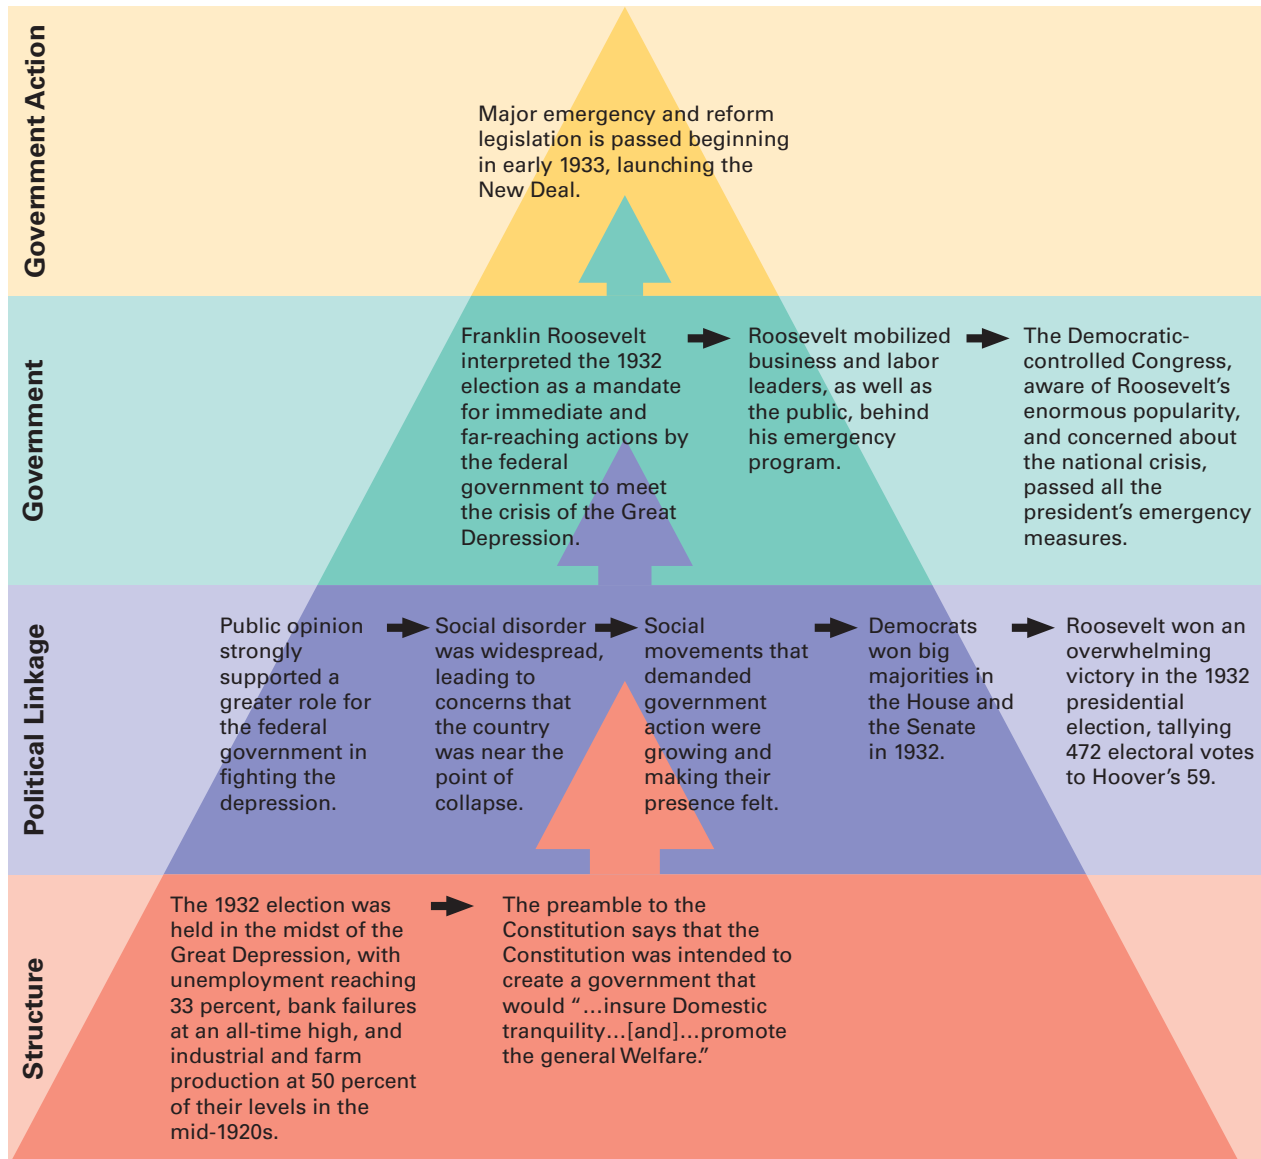 Government Action
Major emergency and reform
legislation is passed beginning
in early 1933, launching the
New Deal.
Government
Franklin Roosevelt
interpreted the 1932
election as a mandate
for immediate and
far-reaching actions by
the federal
government to meet
the crisis of the Great
Depression.
Roosevelt mobilized
business and labor
leaders, as well as
the public, behind
his emergency
program.
The Democratic-
controlled Congress,
aware of Roosevelt’s
enormous popularity,
and concerned about
the national crisis,
passed all the
president’s emergency
measures.
Political Linkage
Public opinion
strongly
supported a
greater role for
the federal
government in
fighting the
depression.
Social disorder
was widespread,
leading to
concerns that
the country
was near the
point of
collapse.
Social
movements that
demanded
government
action were
growing and
making their
presence felt.
Democrats
won big
majorities in
the House and
the Senate
in 1932.
Roosevelt won an
overwhelming
victory in the 1932
presidential
election, tallying
472 electoral votes
to Hoover’s 59.
Structure
The 1932 election was
held in the midst of the
Great Depression, with
unemployment reaching
33 percent, bank failures
at an all-time high, and
industrial and farm
production at 50 percent
of their levels in the
mid-1920s.
The preamble to the
Constitution says that the
Constitution was intended to
create a government that
would “…insure Domestic
tranquility…[and]…promote
the general Welfare.”